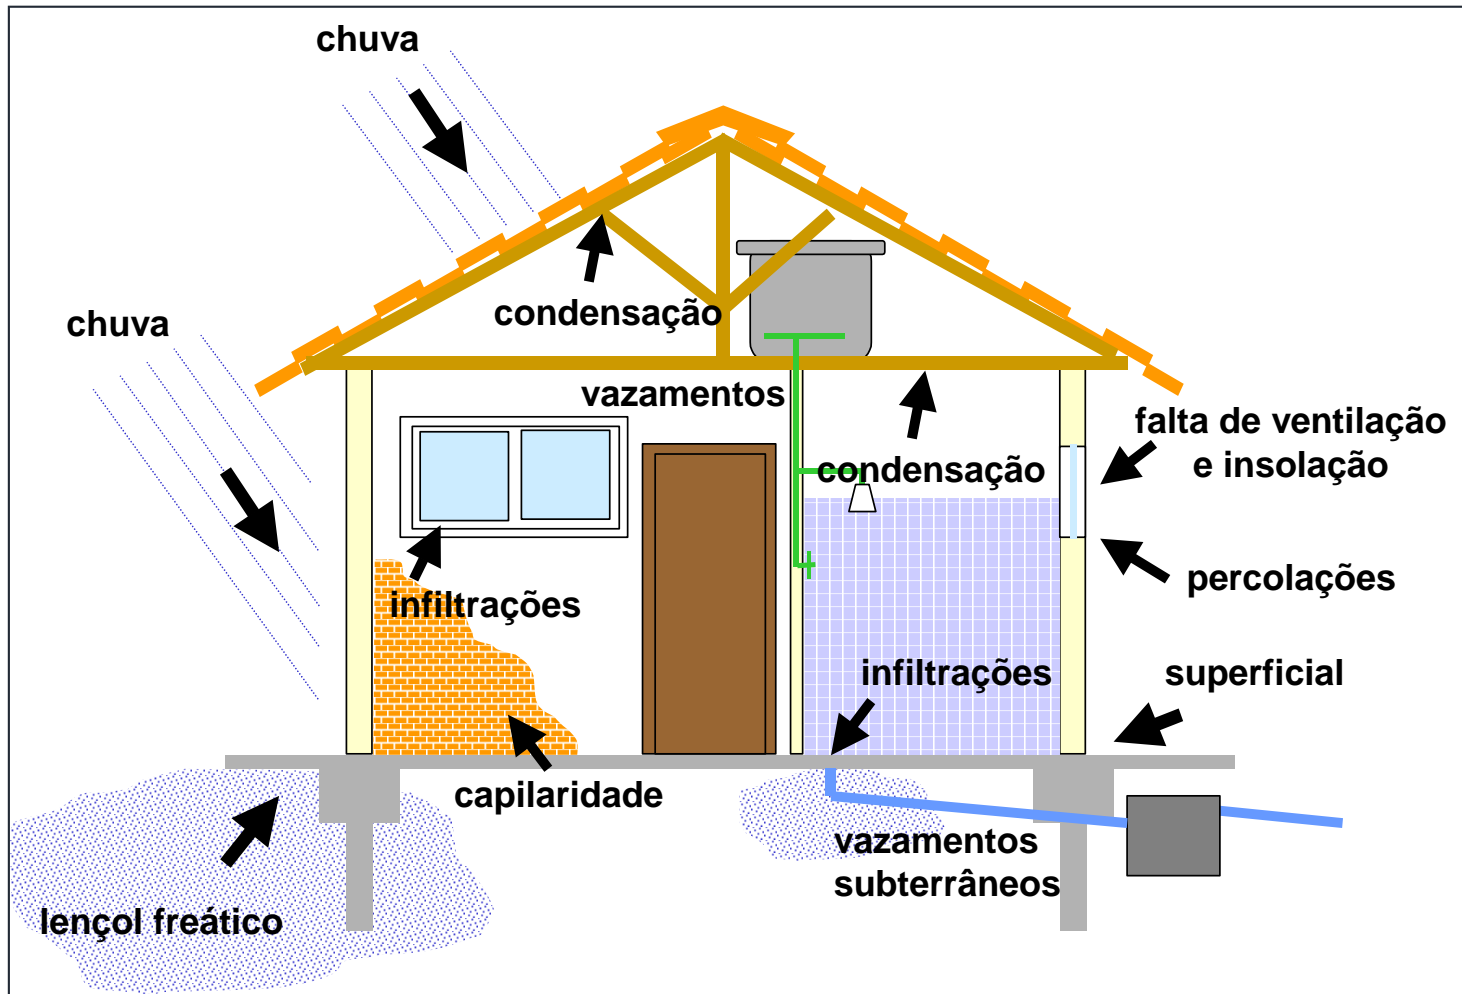 chuva
condensação
chuva
vazamentos
falta de ventilação
e insolação
condensação
percolações
infiltrações
infiltrações
superficial
capilaridade
vazamentos
subterrâneos
lençol freático